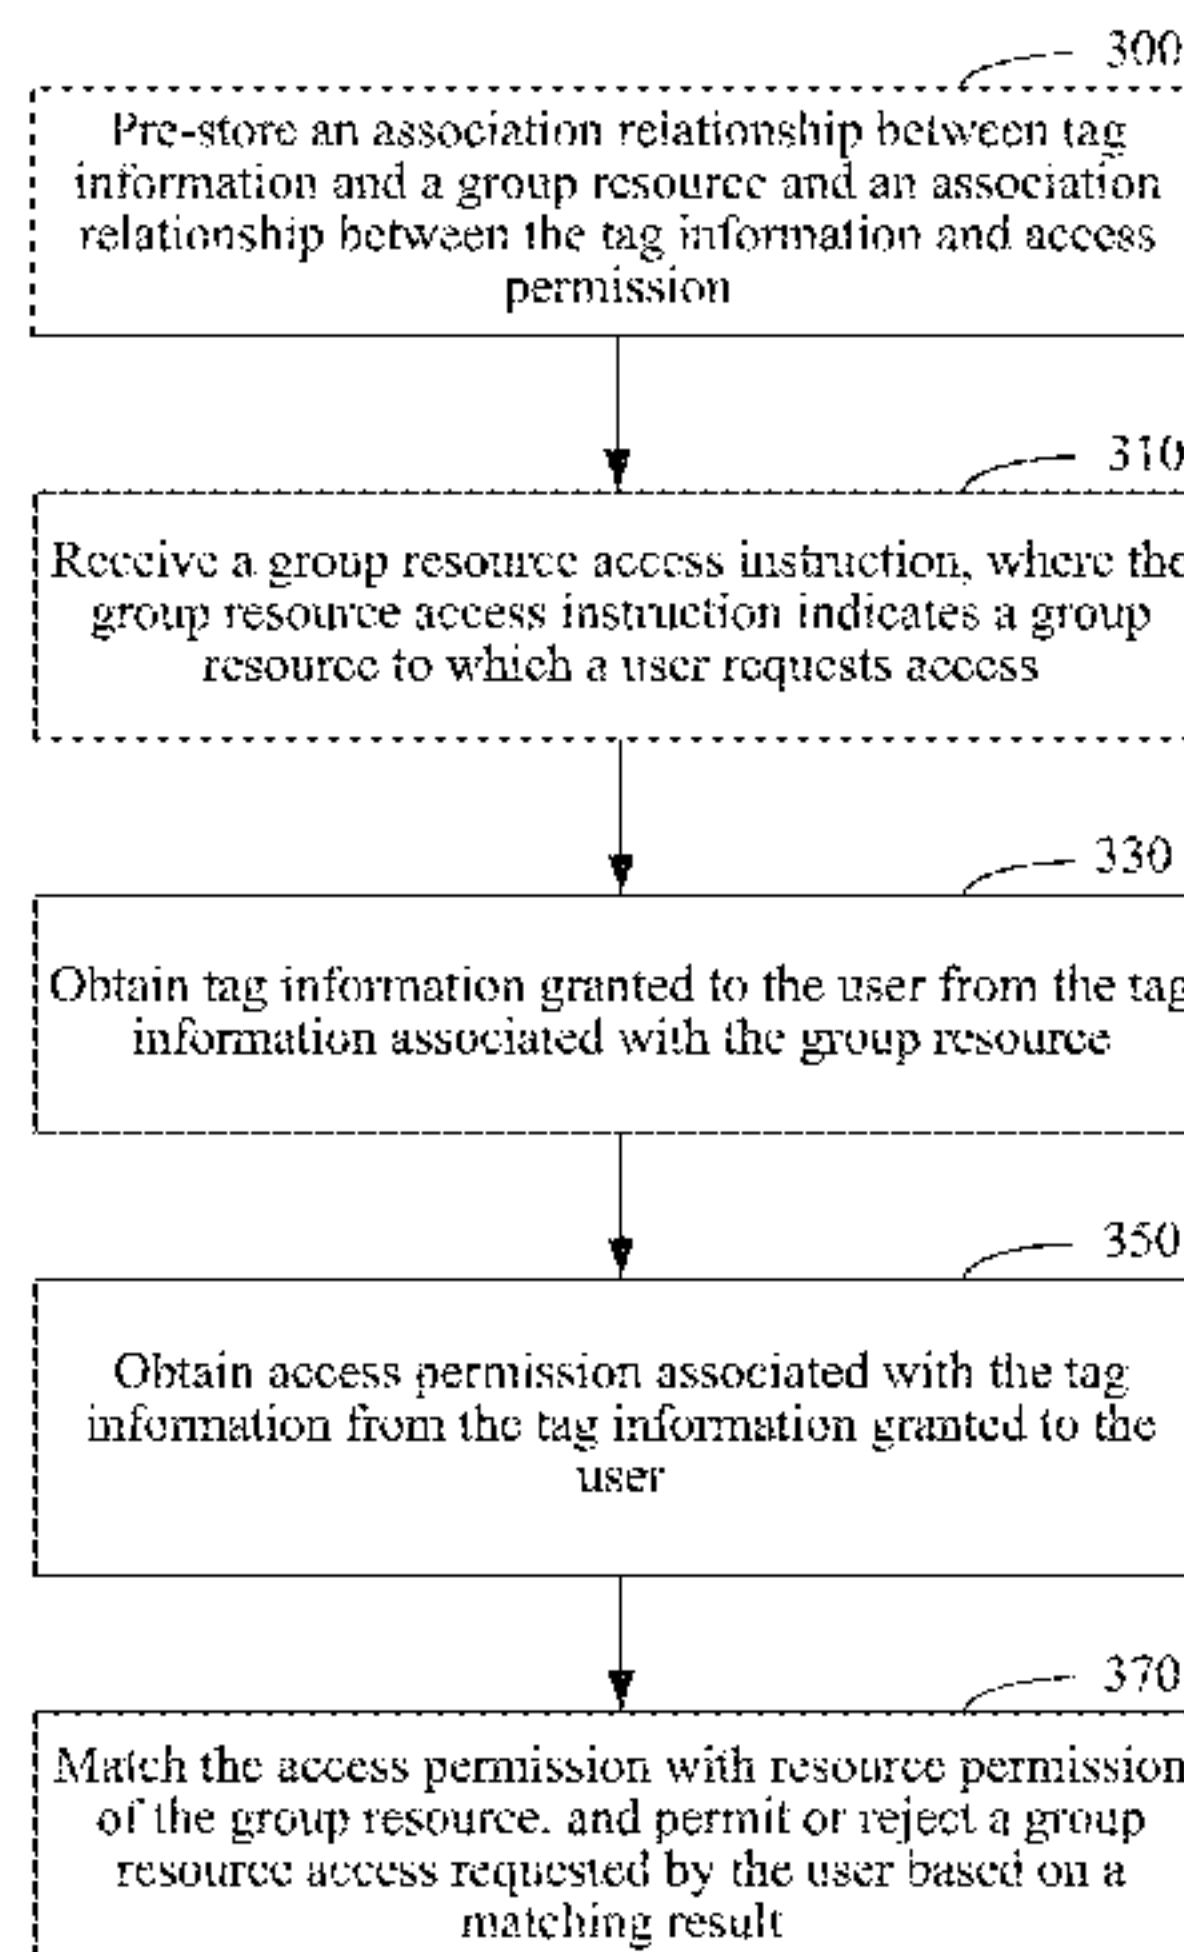 300
Pre-store an association relationship between tag
information and a group resource and an association
relationship between the tag information and access
permission
310
Receive a group resource access instruction, where the
group resource access instruction indicates a group
resource to which a user requests access
330
Obtain tag information granted to the user from the tag
information associated with the group resource
350
Obtain access permission associated with the tag
information from the tag information granted to the
user
370
Match the access permission with resource permission
of the group resource. and permit or reject a group
resource access requested by the user based on a
matching result